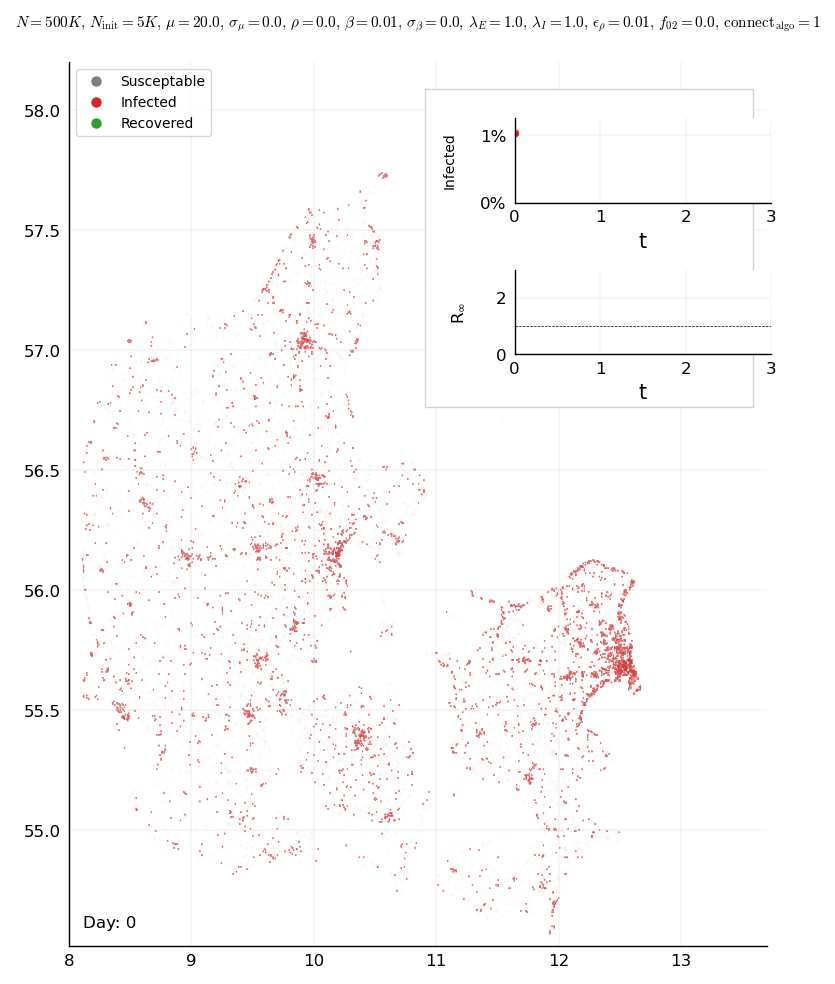 N = 500K, N_init = 5K, μ = 20.0, σ_μ = 0.0, ρ = 0.0, β = 0.01, σ_β = 0.0, λ_E = 1.0, λ_I = 1.0, ϵ_ρ = 0.01, f_02 = 0.0, connect_algo = 1
Susceptable
Infected
Recovered
58.0
57.5
57.0
56.5
56.0
55.5
55.0
Infected
1%
0%
0 1 2 3
t
R∞
2
0
0 1 2 3
t
Day: 0
8 9 10 11 12 13